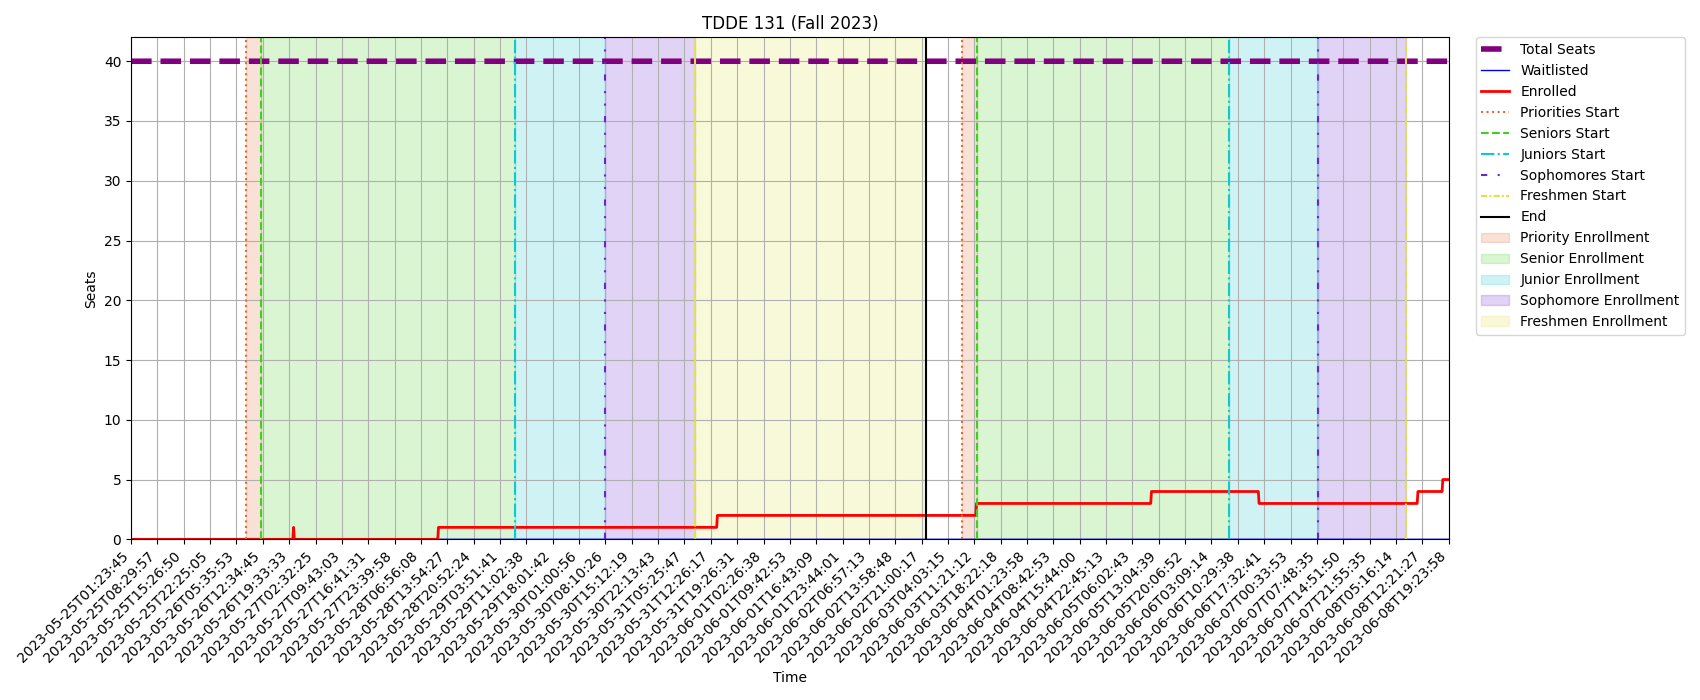 TDDE 131 (Fall 2023)
Seats
40
35
30
25
20
15
10
5
0
2023-05-25T01:23:45
2023-05-25T08:29:57
2023-05-25T15:26:50
2023-05-25T22:25:05
2023-05-26T05:35:53
2023-05-26T12:34:45
2023-05-26T19:33:33
2023-05-27T02:32:25
2023-05-27T09:43:03
2023-05-27T16:41:31
2023-05-27T23:39:58
2023-05-28T06:56:08
2023-05-28T13:54:27
2023-05-28T20:52:24
2023-05-29T03:51:41
2023-05-29T11:02:38
2023-05-29T18:01:42
2023-05-30T01:00:56
2023-05-30T08:10:26
2023-05-30T15:12:19
2023-05-30T22:13:43
2023-05-31T05:25:47
2023-05-31T12:26:17
2023-05-31T19:26:31
2023-06-01T02:26:38
2023-06-01T09:42:53
2023-06-01T16:43:09
2023-06-01T23:44:01
2023-06-02T06:57:13
2023-06-02T13:58:48
2023-06-02T21:00:17
2023-06-03T04:03:15
2023-06-03T11:21:12
2023-06-03T18:22:18
2023-06-04T01:23:58
2023-06-04T08:42:53
2023-06-04T15:44:00
2023-06-04T22:45:13
2023-06-05T06:02:43
2023-06-05T13:04:39
2023-06-05T20:06:52
2023-06-06T03:09:14
2023-06-06T10:29:38
2023-06-06T17:32:41
2023-06-07T00:33:53
2023-06-07T07:48:35
2023-06-07T14:51:50
2023-06-07T21:55:35
2023-06-08T05:16:14
2023-06-08T12:21:27
2023-06-08T19:23:58
Time
Total Seats
Waitlisted
Enrolled
Priorities Start
Seniors Start
Juniors Start
Sophomores Start
Freshmen Start
End
Priority Enrollment
Senior Enrollment
Junior Enrollment
Sophomore Enrollment
Freshmen Enrollment